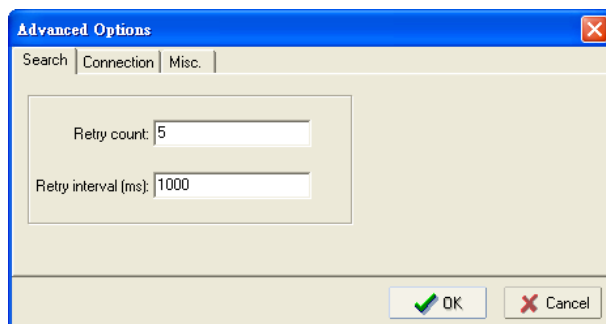 Advanced Options
Search Connection Misc.
Retry count: 5
Retry interval (ms): 1000
OK Cancel